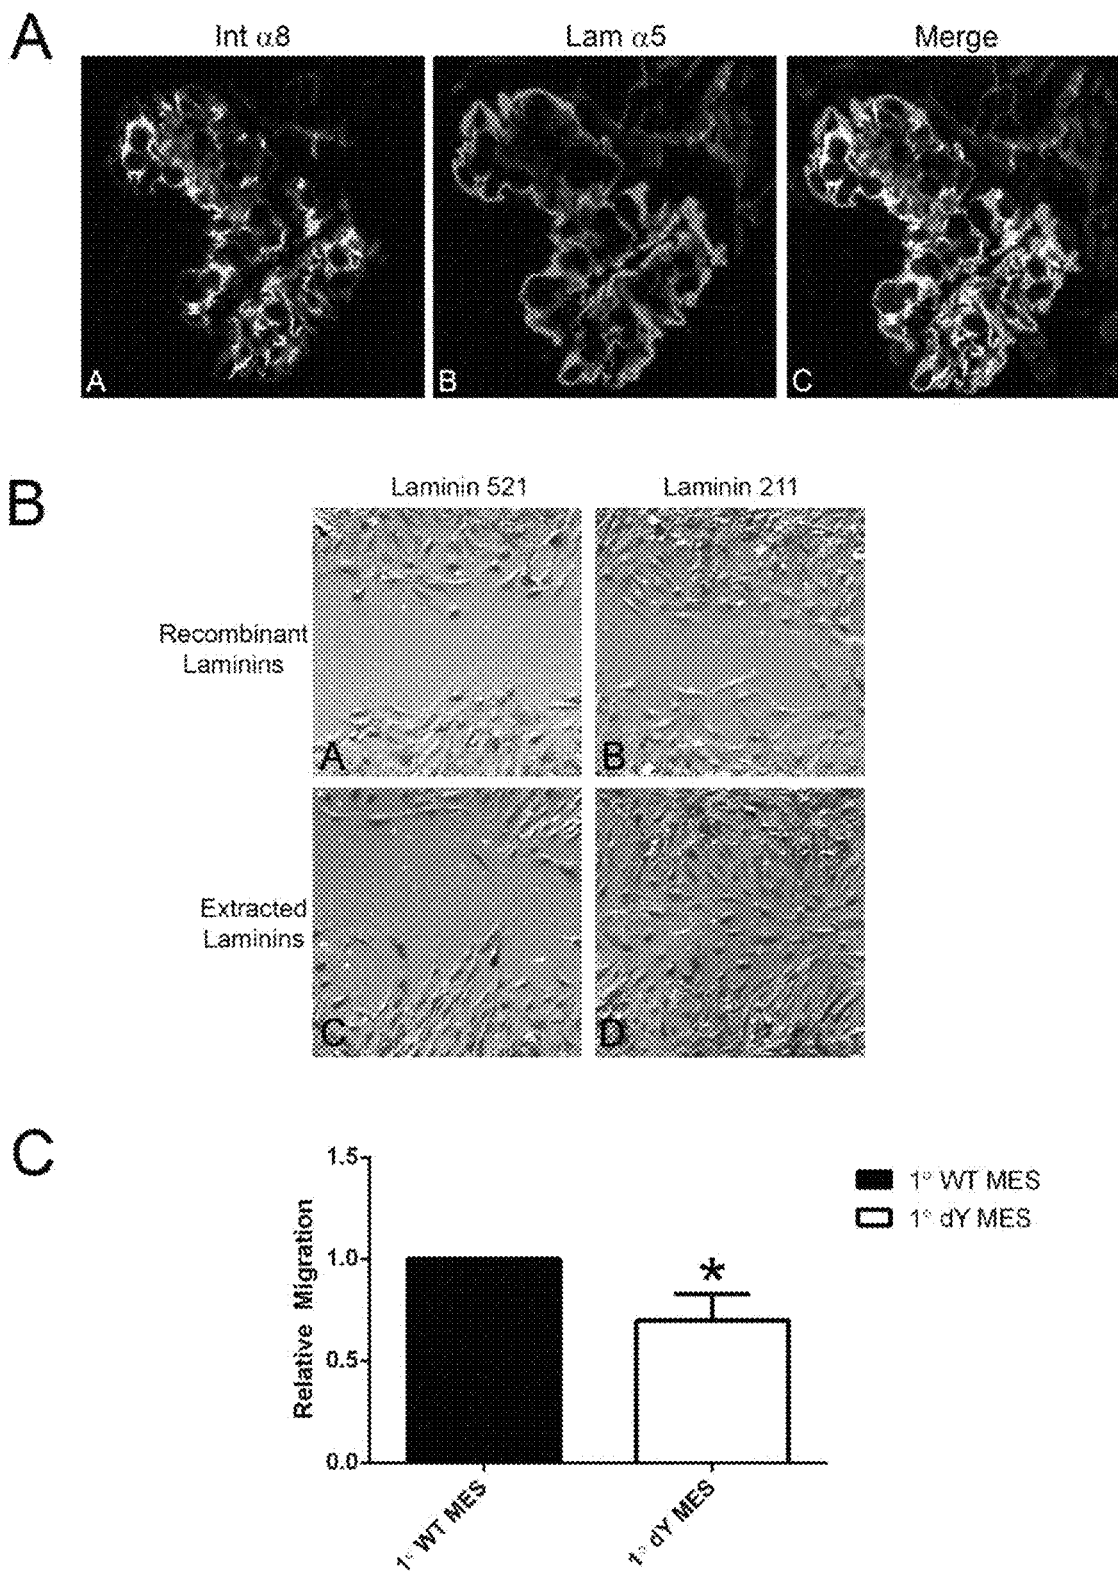 A
Int α8
Lam α5
Merge
A
B
C
B
Laminin 521
Laminin 211
Recombinant
Laminins
A
B
Extracted
Laminins
C
D
C
1.5
1.0
0.5
0.0
Relative Migration
*
1° WT MES
1° dY MES
1° WT MES
1° dY MES